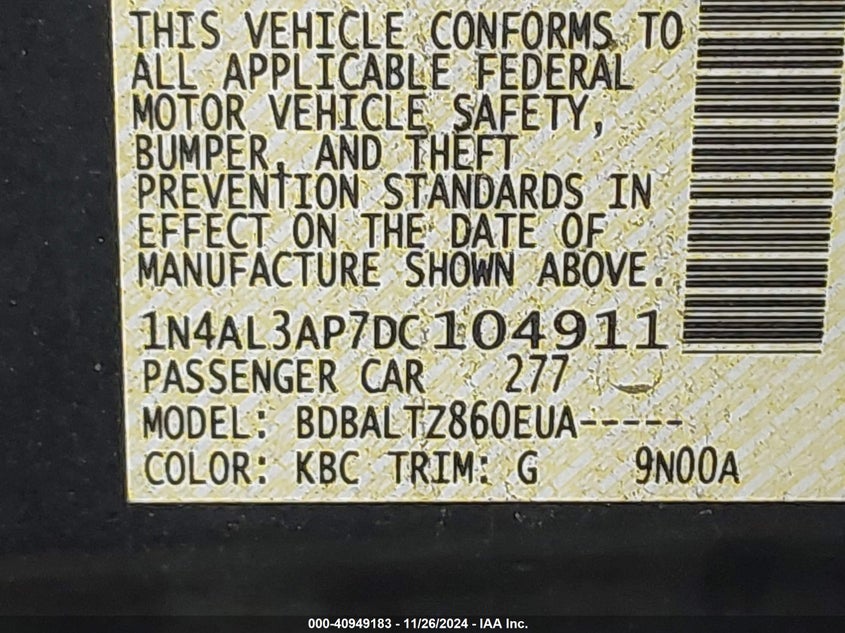 THIS VEHICLE CONFORMS TO
ALL APPLICABLE FEDERAL
MOTOR VEHICLE SAFETY,
BUMPER, AND THEFT
PREVENTION STANDARDS IN
EFFECT ON THE DATE OF
MANUFACTURE SHOWN ABOVE.
1N4AL3AP7DC104911
PASSENGER CAR 277
MODEL: BDBALTZ860EUA-----
COLOR: KBC TRIM: G 9N00A
000-40949183 - 11/26/2024 - IAA Inc.